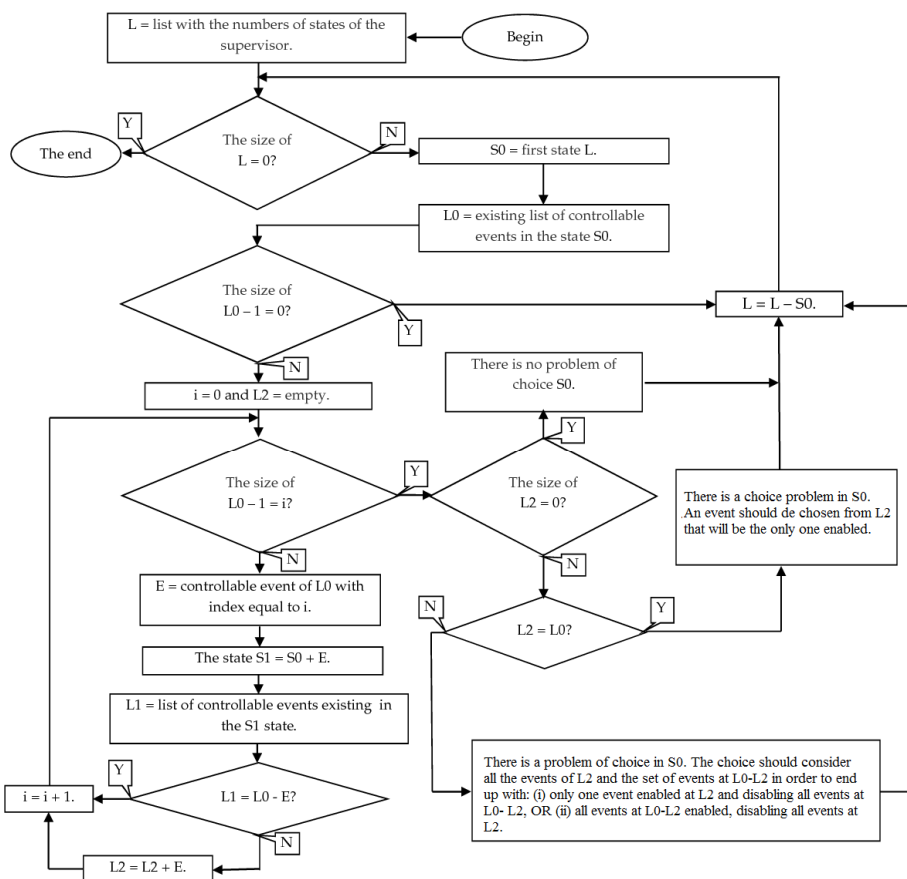 L = list with the numbers of states of the
supervisor.
Begin
Y
The size of
L = 0?
N
The end
S0 = first state L.
L0 = existing list of controllable
events in the state S0.
The size of
L0 – 1 = 0?
Y
N
L = L – S0.
There is no problem of
choice S0.
i = 0 and L2 = empty.
Y
The size of
L0 – 1 = i?
Y
The size of
L2 = 0?
N
N
There is a choice problem in S0.
.An event should de chosen from L2
that will be the only one enabled.
E = controllable event of L0 with
index equal to i.
N
L2 = L0?
Y
The state S1 = S0 + E.
L1 = list of controllable events existing in
the S1 state.
Y
L1 = L0 - E?
N
i = i + 1.
L2 = L2 + E.
There is a problem of choice in S0. The choice should consider
all the events of L2 and the set of events at L0-L2 in order to end
up with: (i) only one event enabled at L2 and disabling all events at
L0- L2, OR (ii) all events at L0-L2 enabled, disabling all events at
L2.